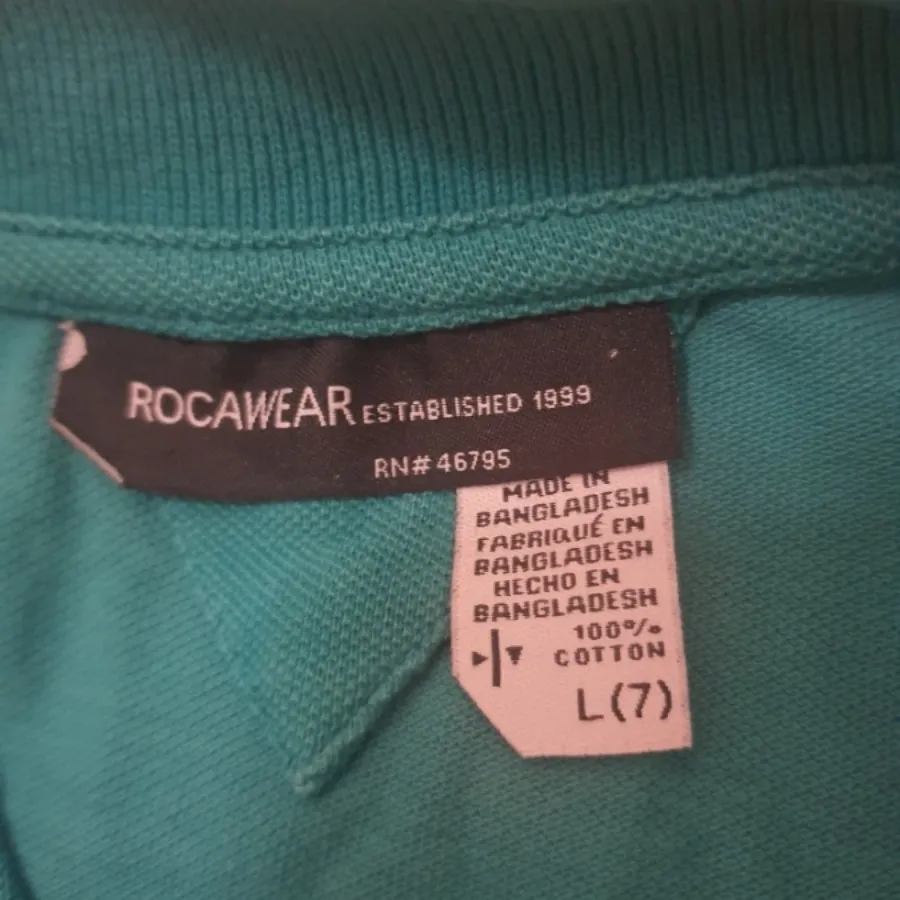 ROCAWEAR ESTABLISHED 1999
RN# 46795
MADE IN
BANGLADESH
FABRIQUÉ EN
BANGLADESH
HECHO EN
BANGLADESH
100%
COTTON
L(7)